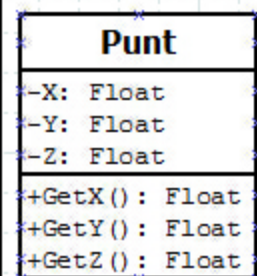 Punt
-X: Float
-Y: Float
-Z: Float
+GetX(): Float
+GetY(): Float
+GetZ(): Float